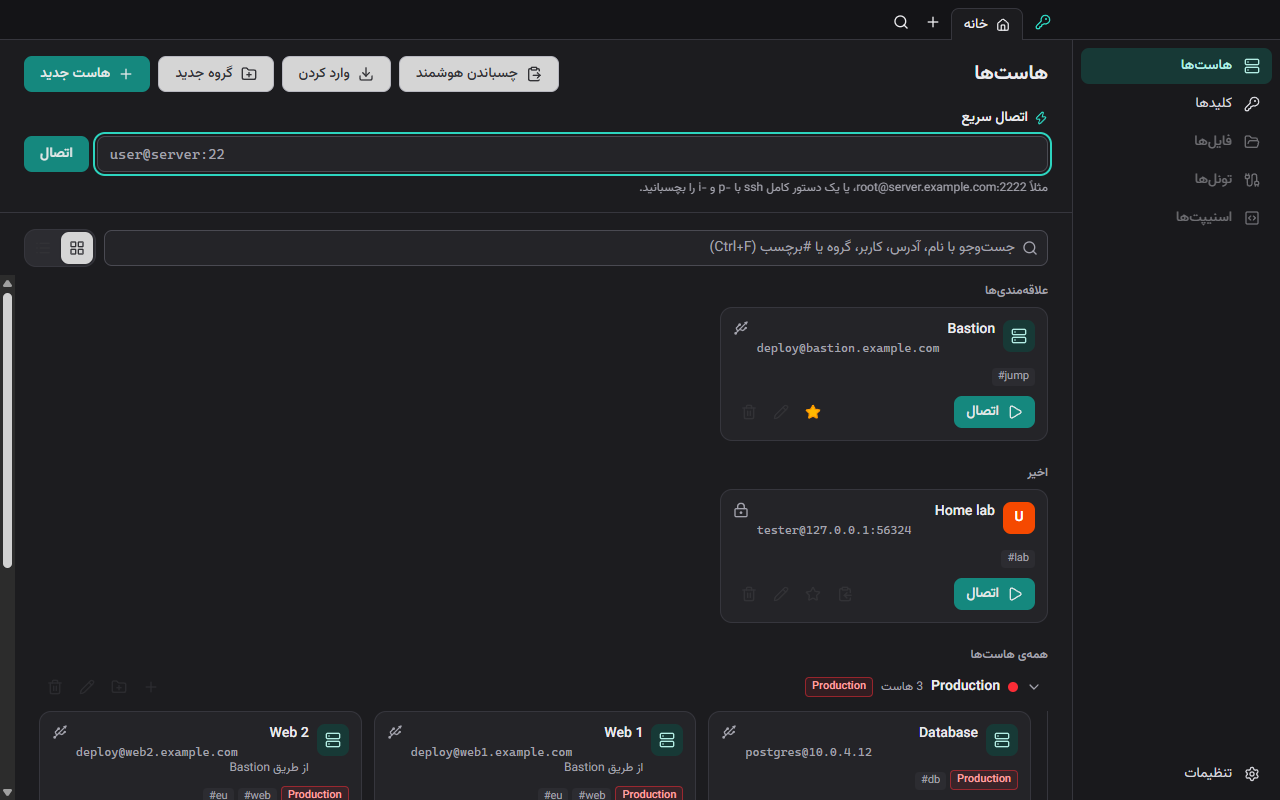 خانه
هاست‌ها
کلیدها
فایل‌ها
تونل‌ها
اسنیپت‌ها
تنظیمات
هاست‌ها
چسباندن هوشمند
وارد کردن
گروه جدید
هاست جدید
اتصال سریع
user@server:22
اتصال
مثلاً root@server.example.com:2222، یا یک دستور کامل ssh با -p و -i را بچسبانید.
جست‌وجو با نام، آدرس، کاربر، گروه یا #برچسب (Ctrl+F)
علاقه‌مندی‌ها
Bastion
deploy@bastion.example.com
#jump
اتصال
اخیر
U
Home lab
tester@127.0.0.1:56324
#lab
اتصال
همه‌ی هاست‌ها
Production 3 هاست Production
Database
postgres@10.0.4.12
Production #db
Web 1
deploy@web1.example.com
از طریق Bastion
Production #web #eu
Web 2
deploy@web2.example.com
از طریق Bastion
Production #web #eu